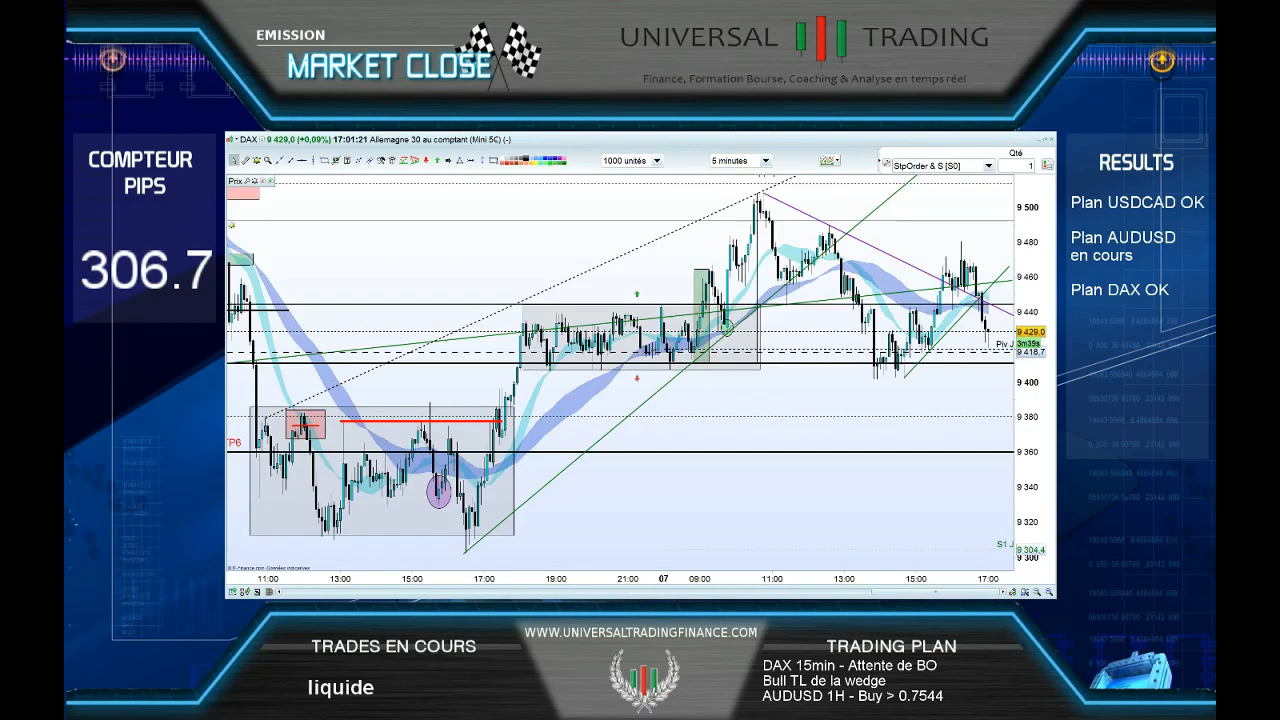 EMISSION
MARKET CLOSE
UNIVERSAL TRADING
Finance, Formation Bourse, Coaching & Analyse en temps réel
COMPTEUR
PIPS
306.7
DAX 9 429,0 (+0,09%) 17:01:21 Allemagne 30 au comptant (Mini 5€) (-)
1000 unités
5 minutes
StpOrder & S [S0]
Qté
1
Prix
9 500
9 480
9 460
9 440
9 429,0
3m39s
Piv J
9 418,7
9 400
9 380
9 360
9 340
9 320
S1 J
9 304,4
9 300
TP6
11:00
13:00
15:00
17:00
19:00
21:00
07
09:00
11:00
15:00
17:00
RESULTS
Plan USDCAD OK
Plan AUDUSD
en cours
Plan DAX OK
TRADES EN COURS
liquide
WWW.UNIVERSALTRADINGFINANCE.COM
TRADING PLAN
DAX 15min - Attente de BO
Bull TL de la wedge
AUDUSD 1H - Buy > 0.7544